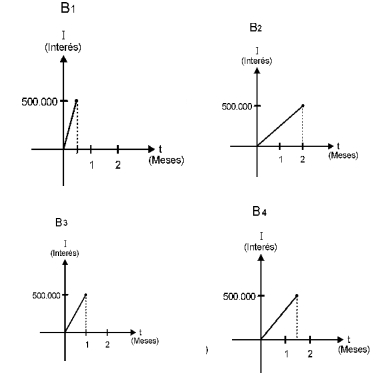 B1
I
(Interés)
500.000
t
1 2 (Meses)
B2
I
(Interés)
500.000
t
1 2 (Meses)
B3
I
(Interés)
500.000
t
1 2 (Meses)
)
B4
I
(Interés)
500.000
t
1 2 (Meses)